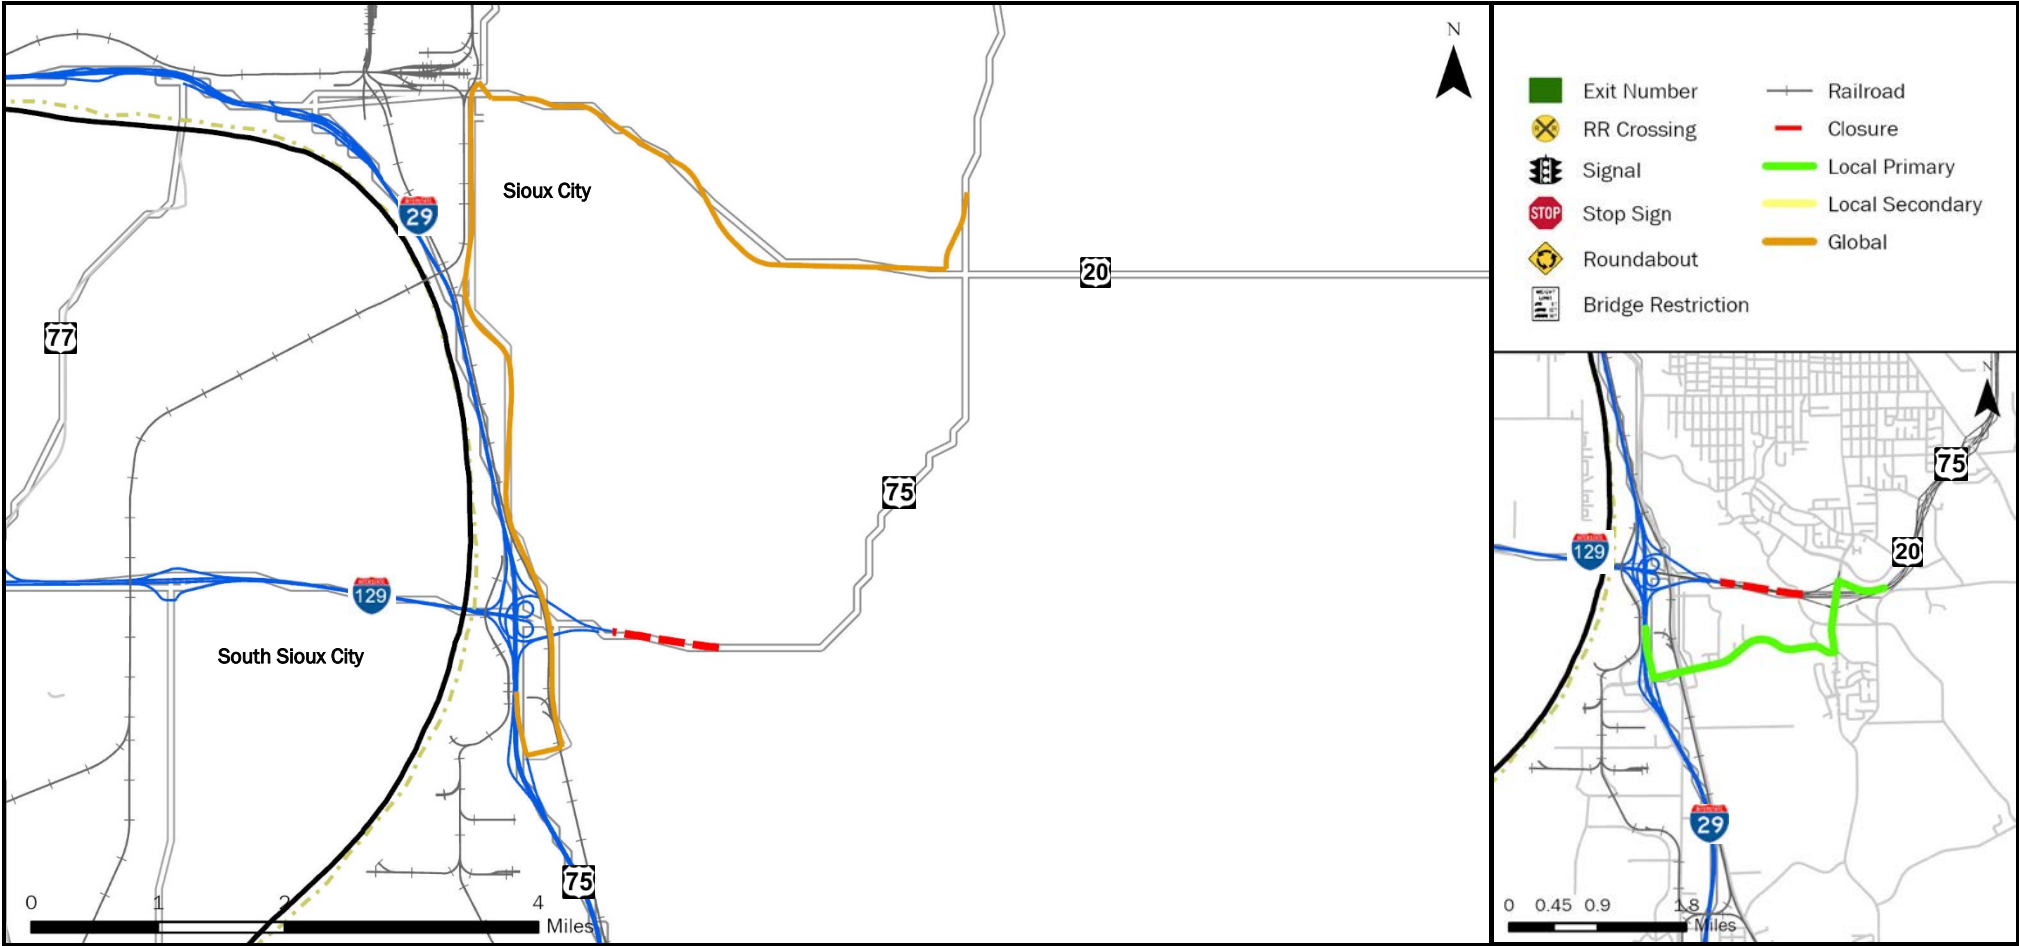 N
Sioux City
29
77
20
75
129
South Sioux City
75
0 1 2 4
Miles
Exit Number
RR Crossing
Signal
STOP Stop Sign
Roundabout
Bridge Restriction
Railroad
Closure
Local Primary
Local Secondary
Global
N
75
20
129
29
0 0.45 0.9 1.8
Miles